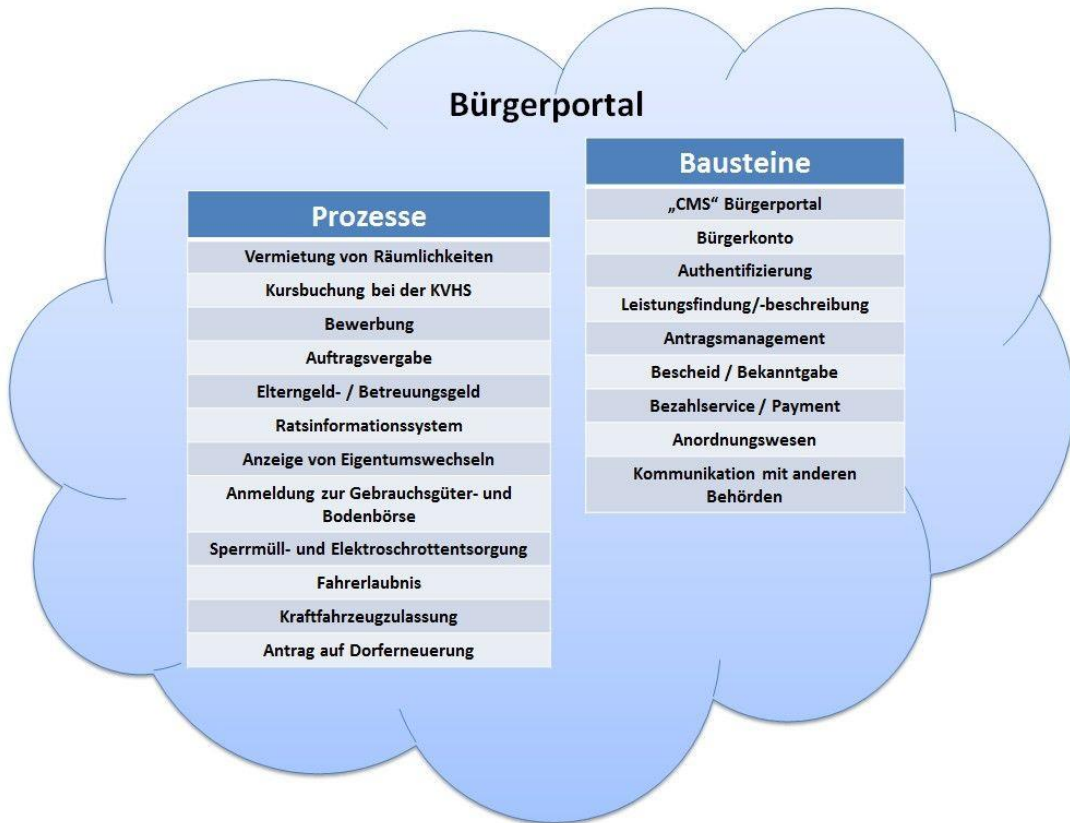 Bürgerportal
Prozesse
Vermietung von Räumlichkeiten
Kursbuchung bei der KVHS
Bewerbung
Auftragsvergabe
Elterngeld- / Betreuungsgeld
Ratsinformationssystem
Anzeige von Eigentumswechseln
Anmeldung zur Gebrauchsgüter- und
Bodenbörse
Sperrmüll- und Elektroschrottentsorgung
Fahrerlaubnis
Kraftfahrzeugzulassung
Antrag auf Dorferneuerung
Bausteine
„CMS“ Bürgerportal
Bürgerkonto
Authentifizierung
Leistungsfindung/-beschreibung
Antragsmanagement
Bescheid / Bekanntgabe
Bezahlservice / Payment
Anordnungswesen
Kommunikation mit anderen
Behörden